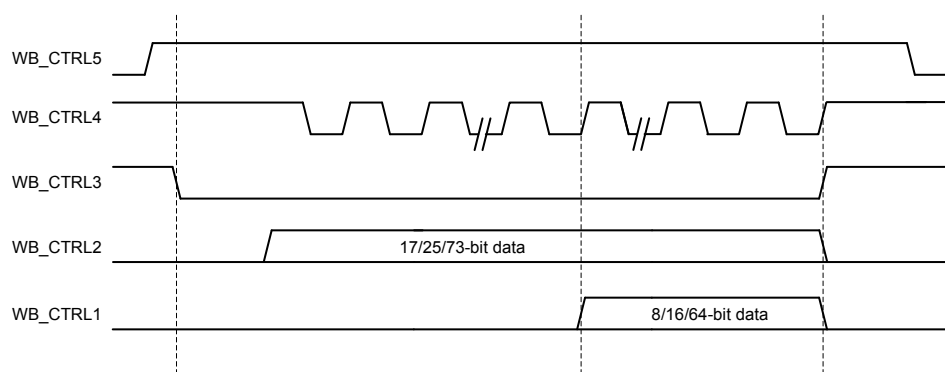 WB_CTRL5
WB_CTRL4
WB_CTRL3
WB_CTRL2
17/25/73-bit data
WB_CTRL1
8/16/64-bit data